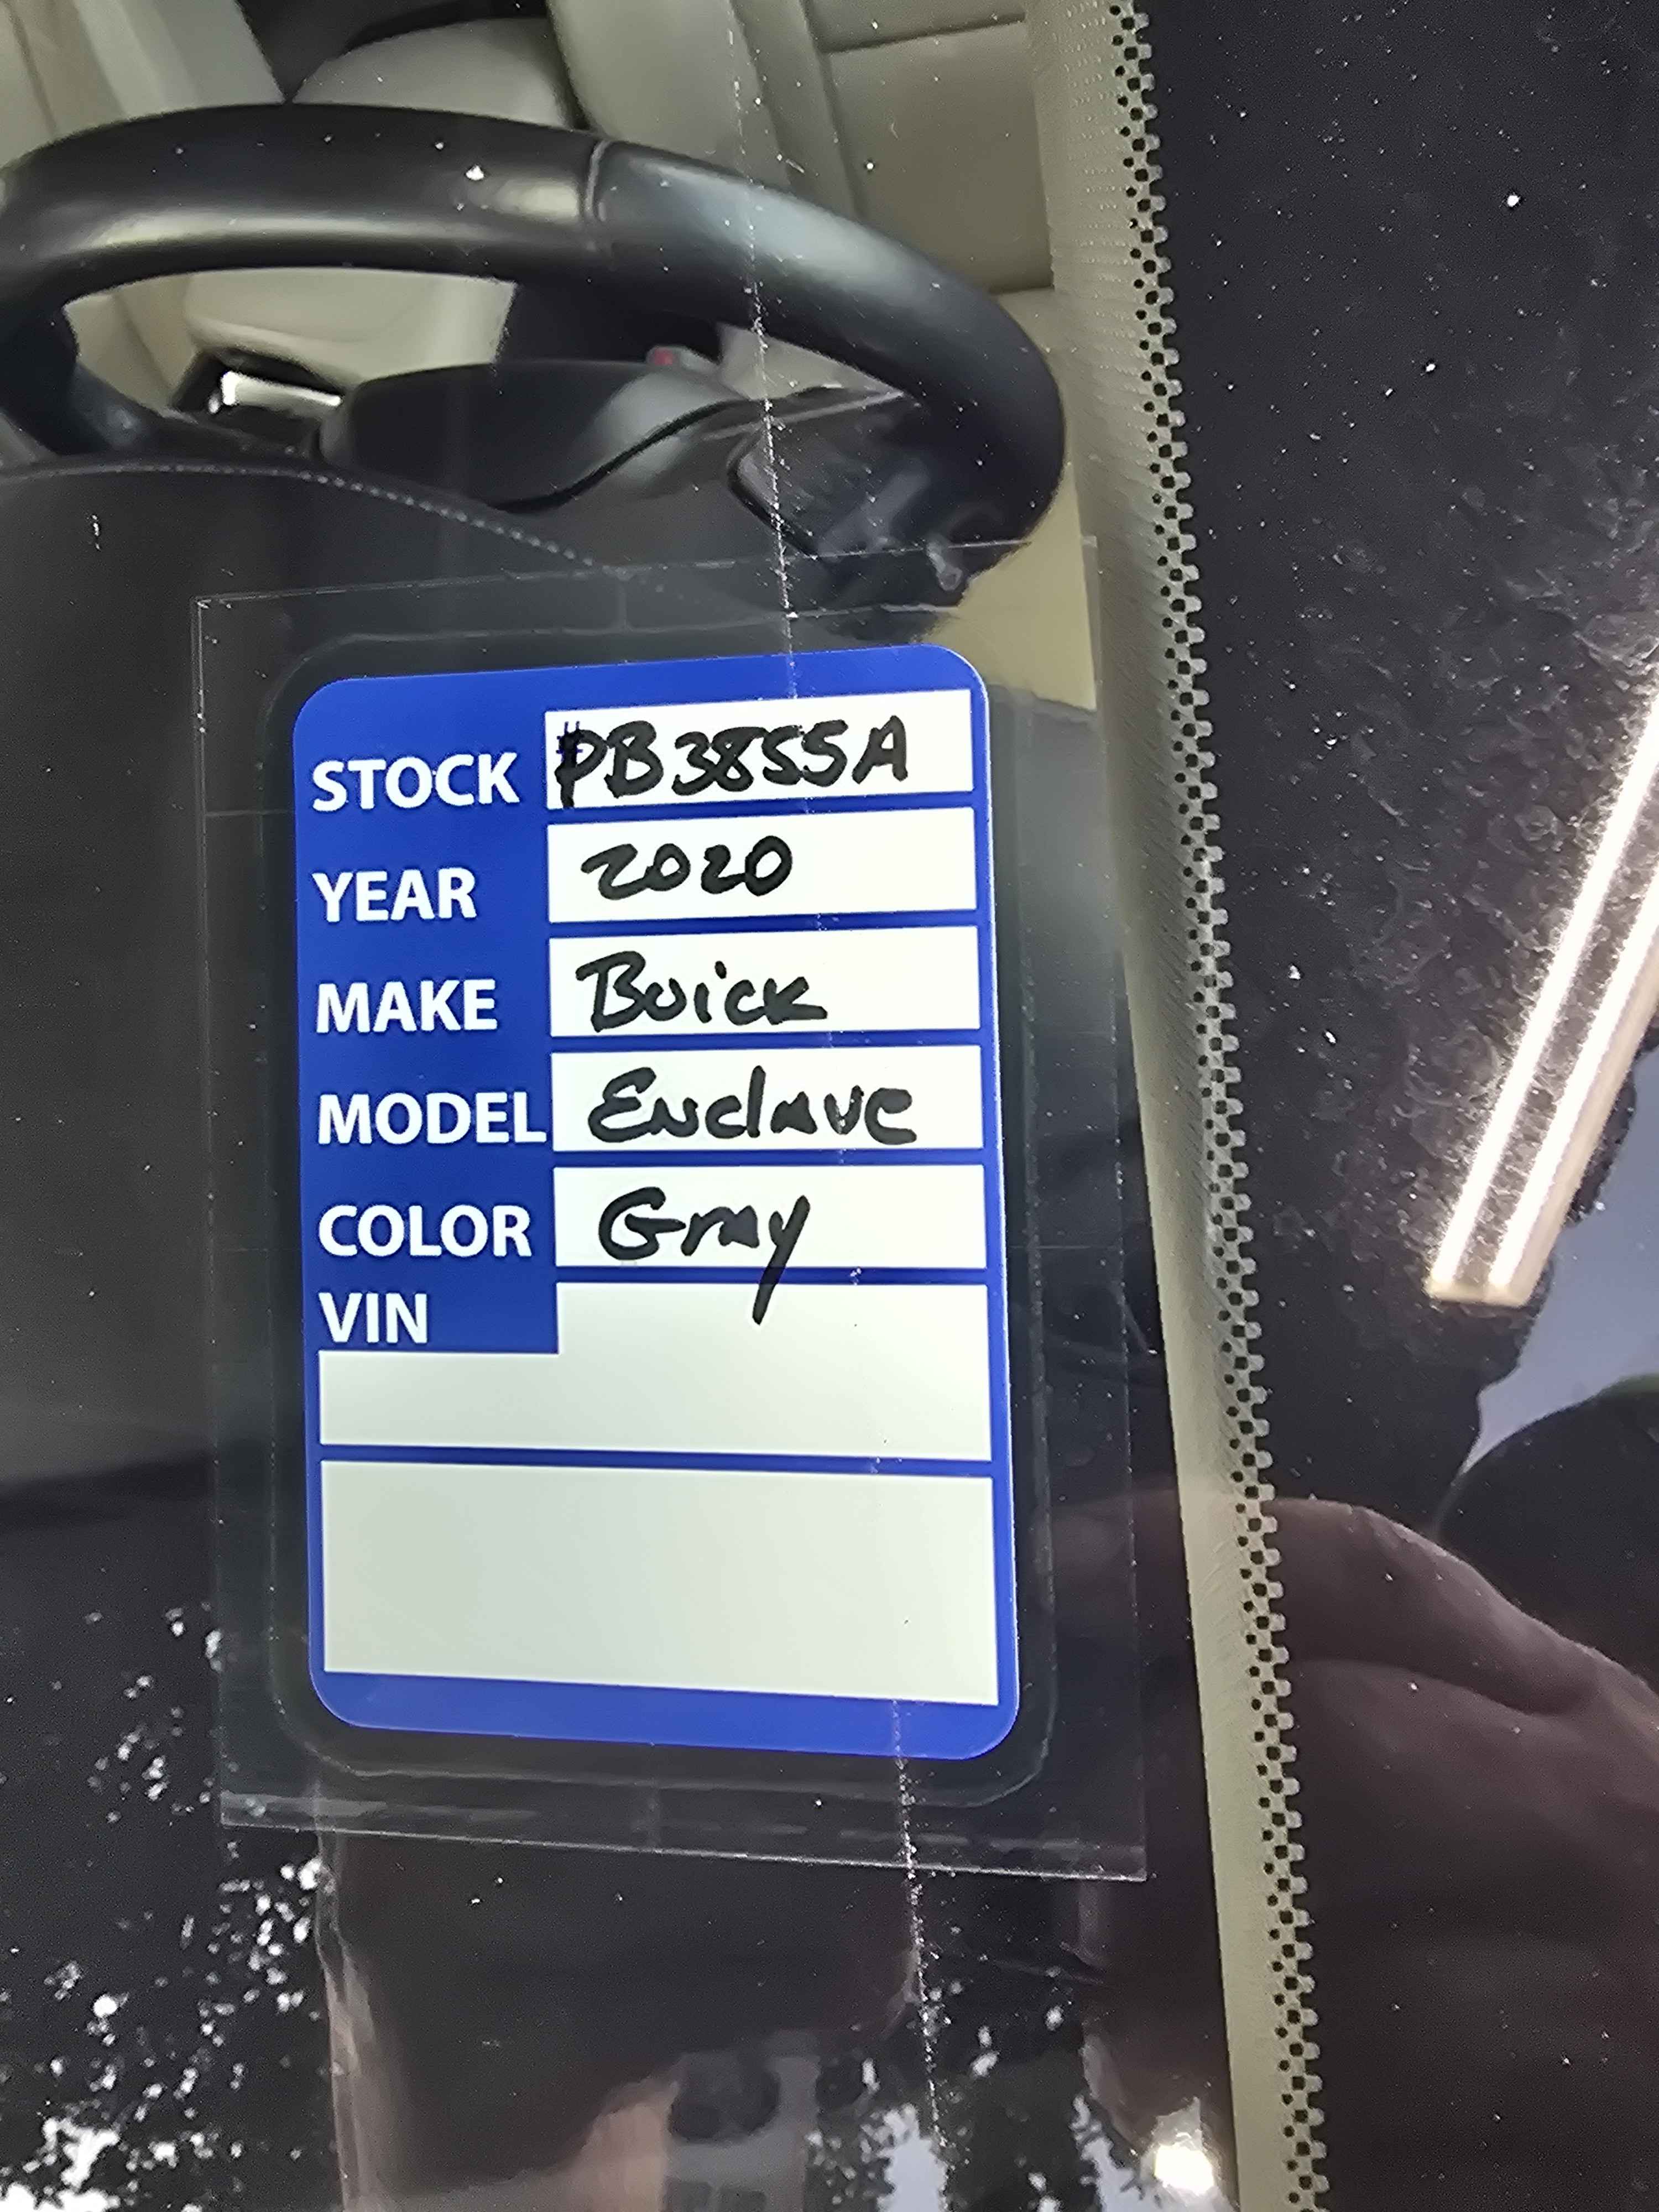 STOCK #PB3855A
YEAR 2020
MAKE Buick
MODEL Enclave
COLOR Gray
VIN